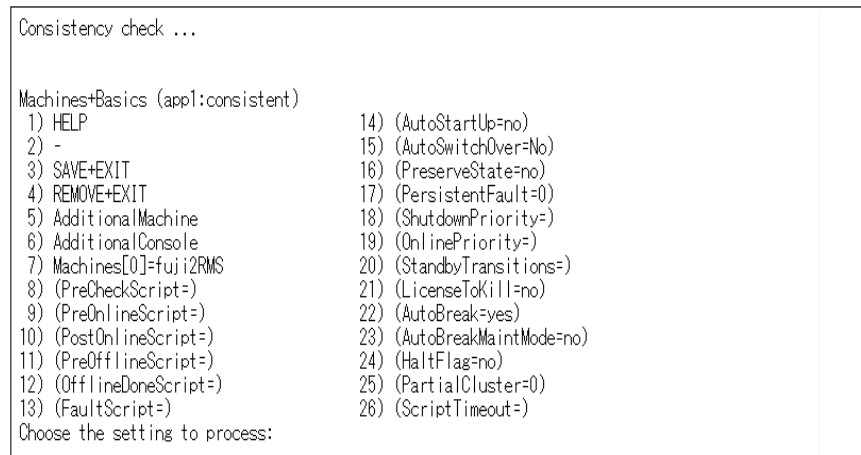 Consistency check ...
Machines+Basics (app1:consistent)
1) HELP 14) (AutoStartUp=no)
2) - 15) (AutoSwitchOver=No)
3) SAVE+EXIT 16) (PreserveState=no)
4) REMOVE+EXIT 17) (PersistentFault=0)
5) AdditionalMachine 18) (ShutdownPriority=)
6) AdditionalConsole 19) (OnlinePriority=)
7) Machines[0]=fuji2RMS 20) (StandbyTransitions=)
8) (PreCheckScript=) 21) (LicenseToKill=no)
9) (PreOnlineScript=) 22) (AutoBreak=yes)
10) (PostOnlineScript=) 23) (AutoBreakMaintMode=no)
11) (PreOfflineScript=) 24) (HaltFlag=no)
12) (OfflineDoneScript=) 25) (PartialCluster=0)
13) (FaultScript=) 26) (ScriptTimeout=)
Choose the setting to process: